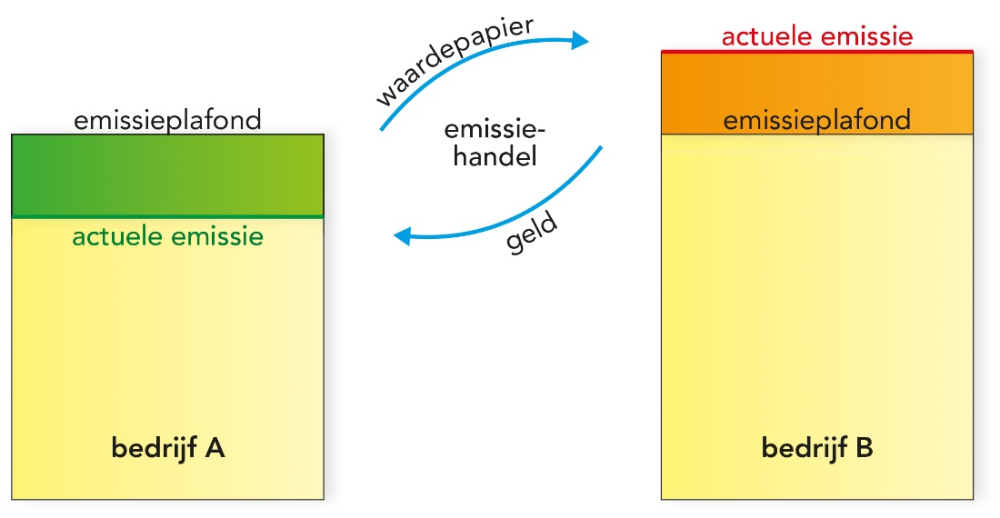 emissieplafond
actuele emissie
bedrijf A
waardepapier
emissie-
handel
geld
actuele emissie
emissieplafond
bedrijf B